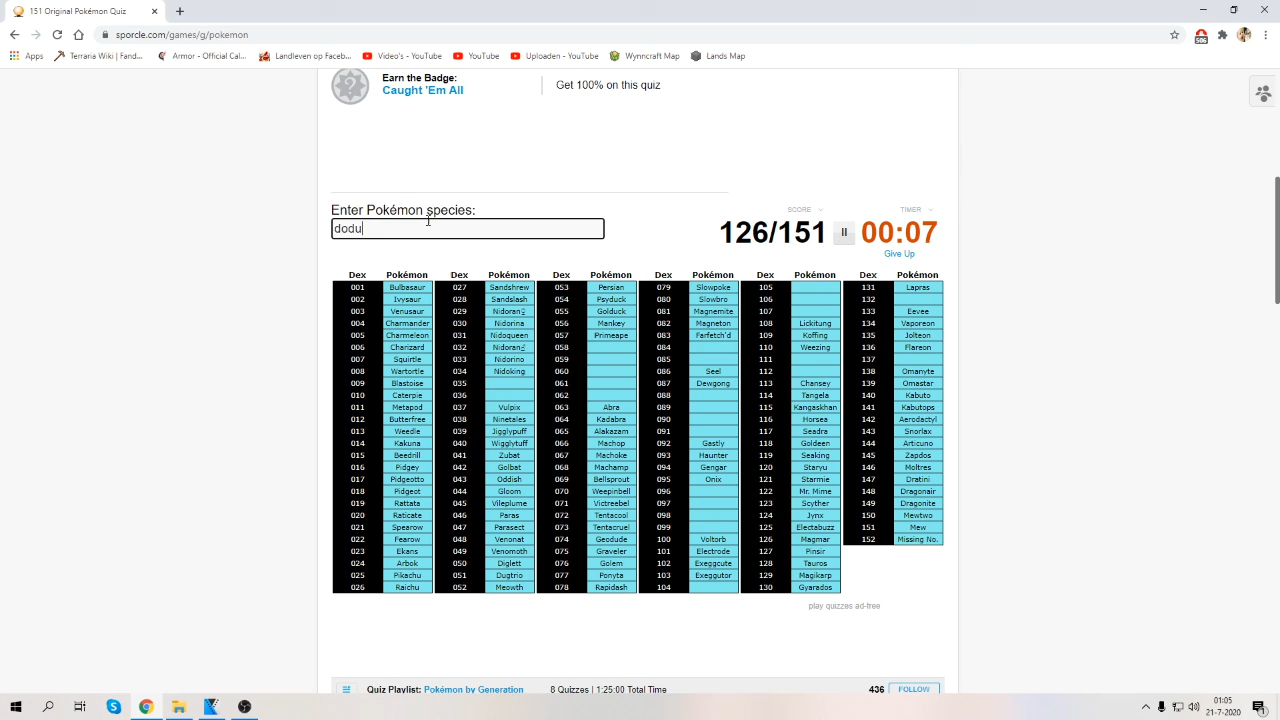 151 Original Pokémon Quiz
sporcle.com/games/g/pokemon
Apps Terraria Wiki | Fand... Armor - Official Cal... Landleven op Faceb... Video's - YouTube YouTube Uploaden - YouTube Wynncraft Map Lands Map
Earn the Badge:
Caught 'Em All
Get 100% on this quiz
Enter Pokémon species:
dodu
SCORE TIMER
126/151 00:07
Give Up
Dex Pokémon Dex Pokémon Dex Pokémon Dex Pokémon Dex Pokémon Dex Pokémon
001 Bulbasaur 027 Sandshrew 053 Persian 079 Slowpoke 105 131 Lapras
002 Ivysaur 028 Sandslash 054 Psyduck 080 Slowbro 106 132
003 Venusaur 029 Nidoran♀ 055 Golduck 081 Magnemite 107 133 Eevee
004 Charmander 030 Nidorina 056 Mankey 082 Magneton 108 Lickitung 134 Vaporeon
005 Charmeleon 031 Nidoqueen 057 Primeape 083 Farfetch'd 109 Koffing 135 Jolteon
006 Charizard 032 Nidoran♂ 058 084 110 Weezing 136 Flareon
007 Squirtle 033 Nidorino 059 085 111 137
008 Wartortle 034 Nidoking 060 086 Seel 112 138 Omanyte
009 Blastoise 035 061 087 Dewgong 113 Chansey 139 Omastar
010 Caterpie 036 062 088 114 Tangela 140 Kabuto
011 Metapod 037 Vulpix 063 Abra 089 115 Kangaskhan 141 Kabutops
012 Butterfree 038 Ninetales 064 Kadabra 090 116 Horsea 142 Aerodactyl
013 Weedle 039 Jigglypuff 065 Alakazam 091 117 Seadra 143 Snorlax
014 Kakuna 040 Wigglytuff 066 Machop 092 Gastly 118 Goldeen 144 Articuno
015 Beedrill 041 Zubat 067 Machoke 093 Haunter 119 Seaking 145 Zapdos
016 Pidgey 042 Golbat 068 Machamp 094 Gengar 120 Staryu 146 Moltres
017 Pidgeotto 043 Oddish 069 Bellsprout 095 Onix 121 Starmie 147 Dratini
018 Pidgeot 044 Gloom 070 Weepinbell 096 122 Mr. Mime 148 Dragonair
019 Rattata 045 Vileplume 071 Victreebel 097 123 Scyther 149 Dragonite
020 Raticate 046 Paras 072 Tentacool 098 124 Jynx 150 Mewtwo
021 Spearow 047 Parasect 073 Tentacruel 099 125 Electabuzz 151 Mew
022 Fearow 048 Venonat 074 Geodude 100 Voltorb 126 Magmar 152 Missing No.
023 Ekans 049 Venomoth 075 Graveler 101 Electrode 127 Pinsir
024 Arbok 050 Diglett 076 Golem 102 Exeggcute 128 Tauros
025 Pikachu 051 Dugtrio 077 Ponyta 103 Exeggutor 129 Magikarp
026 Raichu 052 Meowth 078 Rapidash 104 130 Gyarados
play quizzes ad-free
Quiz Playlist: Pokémon by Generation 8 Quizzes | 1:25:00 Total Time 436 FOLLOW
01:05
21-7-2020